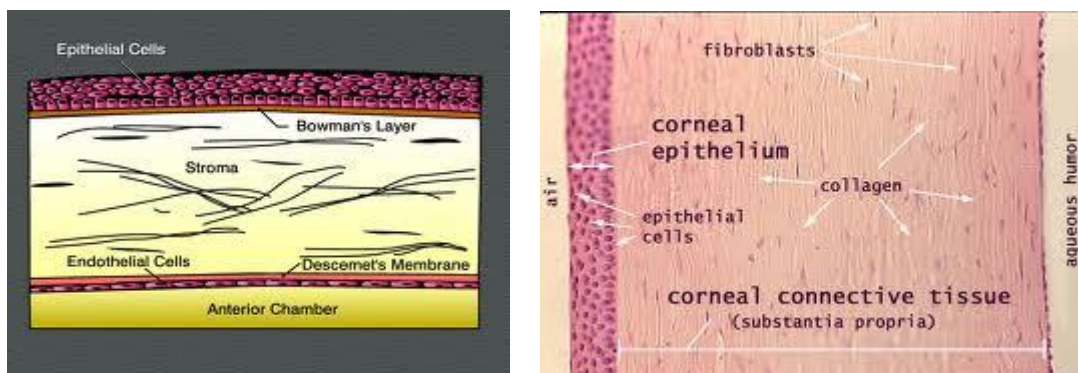 Epithelial Cells
Bowman's Layer
Stroma
Endothelial Cells
Descemet's Membrane
Anterior Chamber
fibroblasts
corneal
epithelium
air
collagen
epithelial
cells
aqueous humor
corneal connective tissue
(substantia propria)